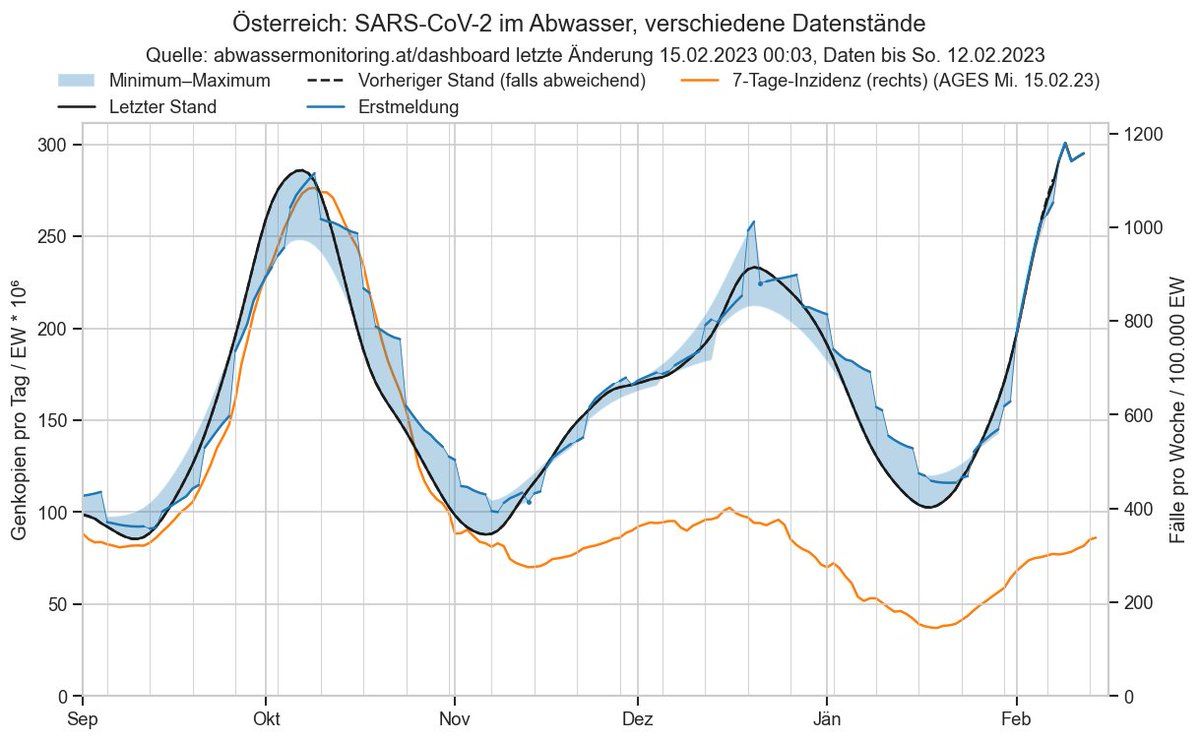 Österreich: SARS-CoV-2 im Abwasser, verschiedene Datenstände
Quelle: abwassermonitoring.at/dashboard letzte Änderung 15.02.2023 00:03, Daten bis So. 12.02.2023
Minimum–Maximum
Vorheriger Stand (falls abweichend)
7-Tage-Inzidenz (rechts) (AGES Mi. 15.02.23)
Letzter Stand
Erstmeldung
Genkopien pro Tag / EW * 10⁶
300
250
200
150
100
50
0
1200
1000
800
600
400
200
0
Fälle pro Woche / 100.000 EW
Sep
Okt
Nov
Dez
Jän
Feb